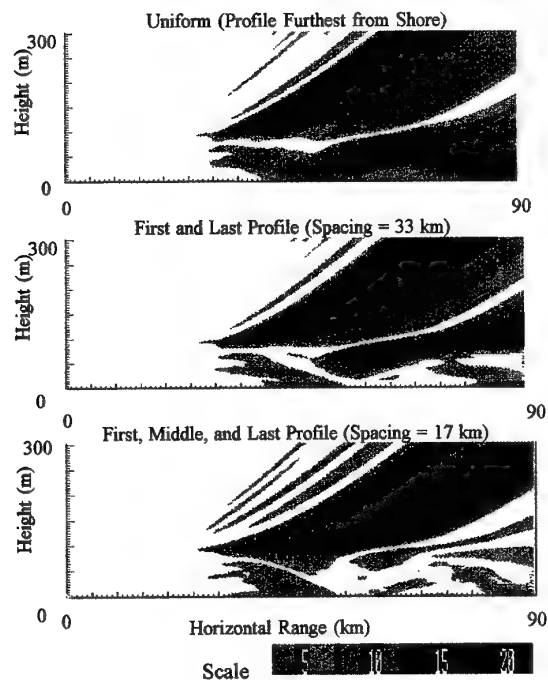 Uniform (Profile Furthest from Shore)
300
Height (m)
0
0
90
First and Last Profile (Spacing = 33 km)
300
Height (m)
0
0
90
First, Middle, and Last Profile (Spacing = 17 km)
300
Height (m)
0
0
90
Horizontal Range (km)
Scale
5 10 15 20